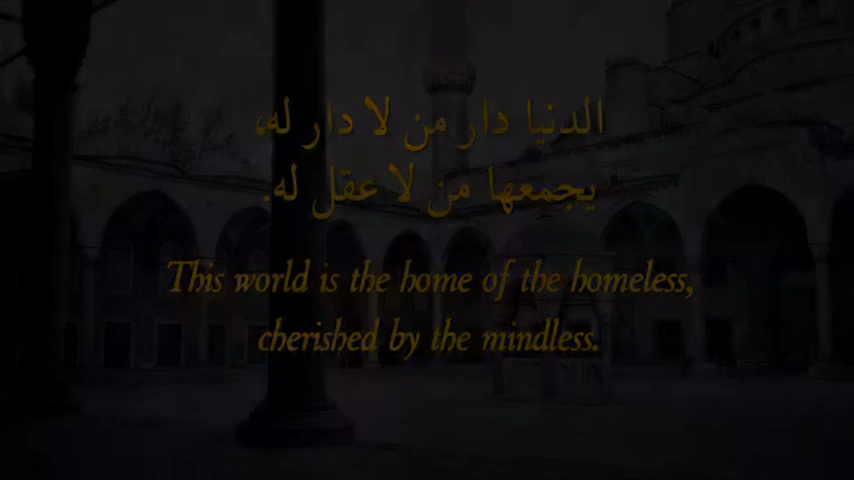 الدنيا دار من لا دار له،
يجمعها من لا عقل له.
This world is the home of the homeless,
cherished by the mindless.